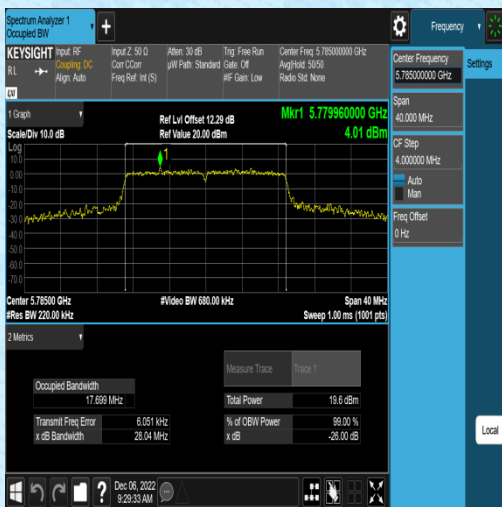 Spectrum Analyzer 1
Occupied BW
Frequency
KEYSIGHT
Input: RF
Coupling: DC
Align: Auto
Input Z: 50 Ω
Corr CCorr
Freq Ref: Int (S)
Atten: 30 dB
µW Path: Standard
Trig: Free Run
Gate: Off
#IF Gain: Low
Center Freq: 5.785000000 GHz
Avg|Hold: 50/50
Radio Std: None
R L
Center Frequency
5.785000000 GHz
Settings
Span
40.000 MHz
CF Step
4.000000 MHz
Auto
Man
Freq Offset
0 Hz
Local
1 Graph
Scale/Div 10.0 dB
Ref Lvl Offset 12.29 dB
Ref Value 20.00 dBm
Mkr1 5.779960000 GHz
4.01 dBm
Log
10.0
0.00
-10.0
-20.0
-30.0
-40.0
-50.0
-60.0
-70.0
1
Center 5.78500 GHz
#Res BW 220.00 kHz
#Video BW 680.00 kHz
Span 40 MHz
Sweep 1.00 ms (1001 pts)
2 Metrics
Measure Trace
Trace 1
Occupied Bandwidth
17.699 MHz
Total Power
19.6 dBm
Transmit Freq Error
6.051 kHz
% of OBW Power
99.00 %
x dB Bandwidth
28.04 MHz
x dB
-26.00 dB
?
Dec 06, 2022
9:29:33 AM